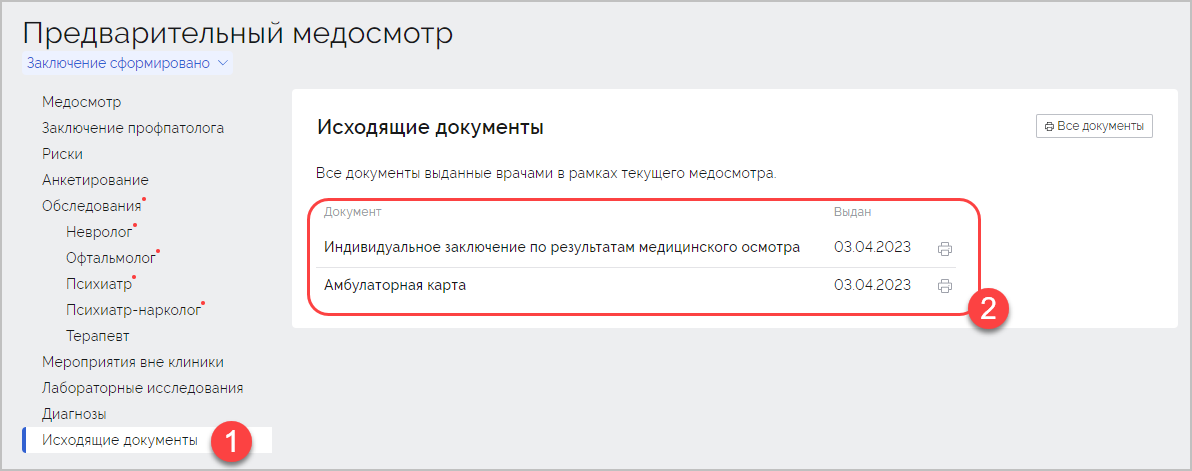 Предварительный медосмотр
Заключение сформировано
Медосмотр
Заключение профпатолога
Риски
Анкетирование
Обследования
Невролог
Офтальмолог
Психиатр
Психиатр-нарколог
Терапевт
Мероприятия вне клиники
Лабораторные исследования
Диагнозы
Исходящие документы
1
Исходящие документы
Все документы
Все документы выданные врачами в рамках текущего медосмотра.
Документ Выдан
Индивидуальное заключение по результатам медицинского осмотра 03.04.2023
Амбулаторная карта 03.04.2023
2